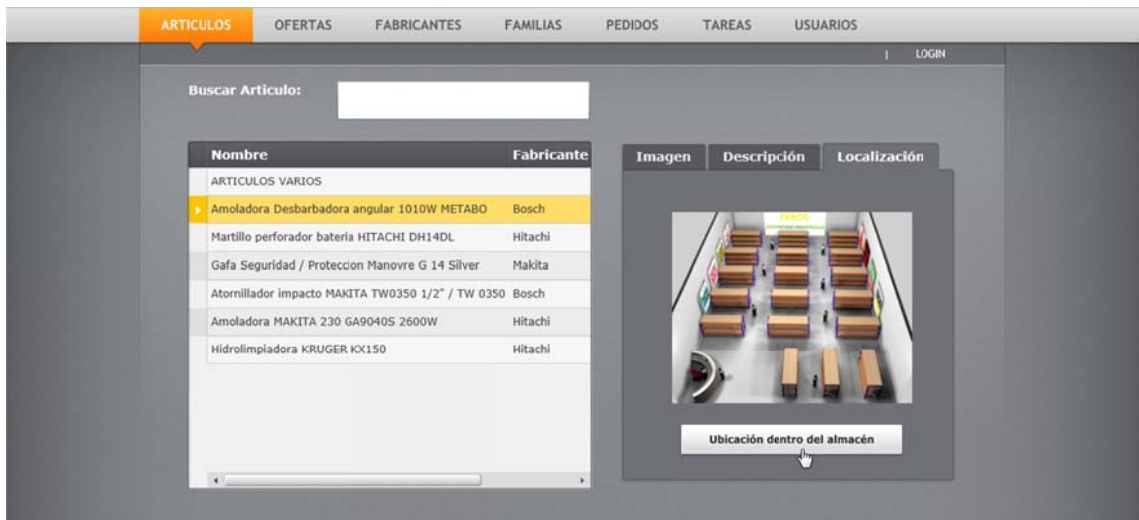 ARTICULOS OFERTAS FABRICANTES FAMILIAS PEDIDOS TAREAS USUARIOS
| LOGIN
Buscar Articulo:
Nombre Fabricante
ARTICULOS VARIOS
Amoladora Desbarbadora angular 1010W METABO Bosch
Martillo perforador batería HITACHI DH14DL Hitachi
Gafa Seguridad / Proteccion Manovre G 14 Silver Makita
Atornillador impacto MAKITA TW0350 1/2" / TW 0350 Bosch
Amoladora MAKITA 230 GA9040S 2600W Hitachi
Hidrolimpiadora KRUGER KX150 Hitachi
Imagen Descripción Localización
Ubicación dentro del almacén